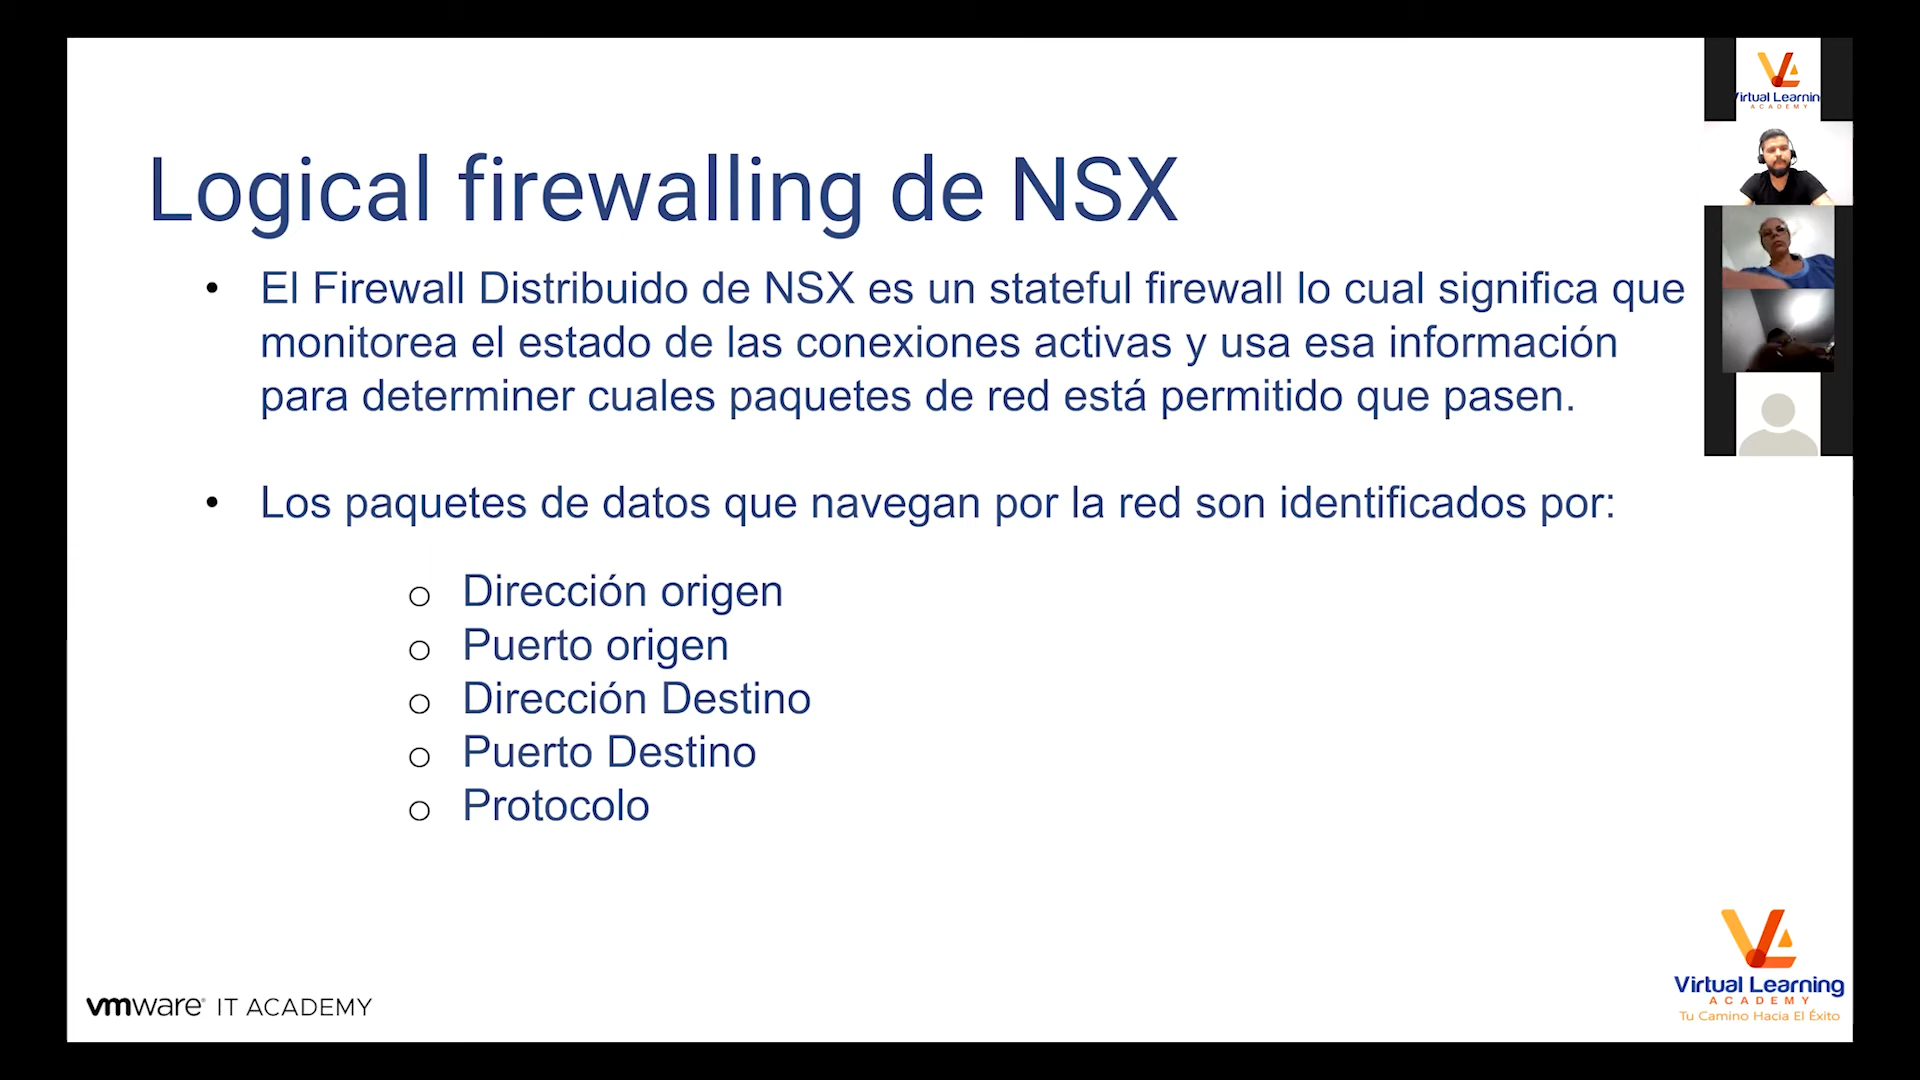 Logical firewalling de NSX
• El Firewall Distribuido de NSX es un stateful firewall lo cual significa que
monitorea el estado de las conexiones activas y usa esa información
para determiner cuales paquetes de red está permitido que pasen.
• Los paquetes de datos que navegan por la red son identificados por:
o Dirección origen
o Puerto origen
o Dirección Destino
o Puerto Destino
o Protocolo
vmware® IT ACADEMY
Virtual Learning
ACADEMY
Tu Camino Hacia El Éxito
Virtual Learnin
ACADEMY